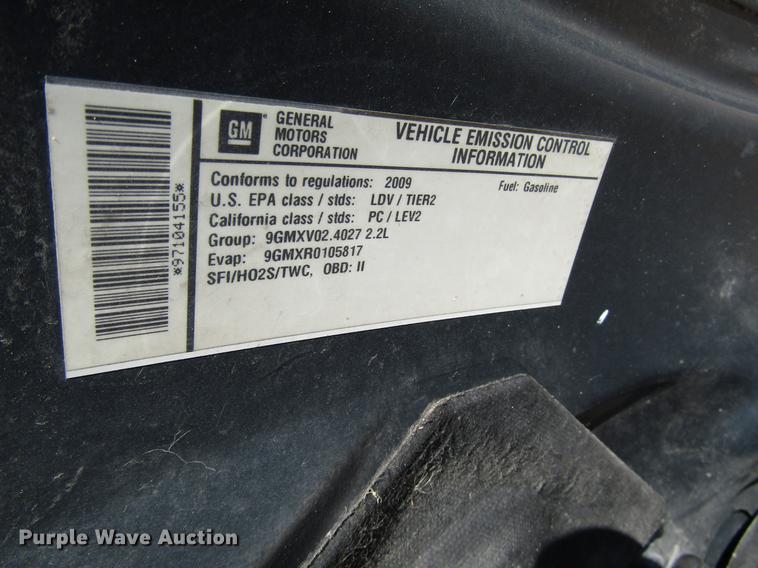 *97104155*
GM
GENERAL
MOTORS
CORPORATION
VEHICLE EMISSION CONTROL
INFORMATION
Conforms to regulations: 2009
Fuel: Gasoline
U.S. EPA class / stds: LDV / TIER2
California class / stds: PC / LEV2
Group: 9GMXV02.4027 2.2L
Evap: 9GMXR0105817
SFI/HO2S/TWC, OBD: II
Purple Wave Auction